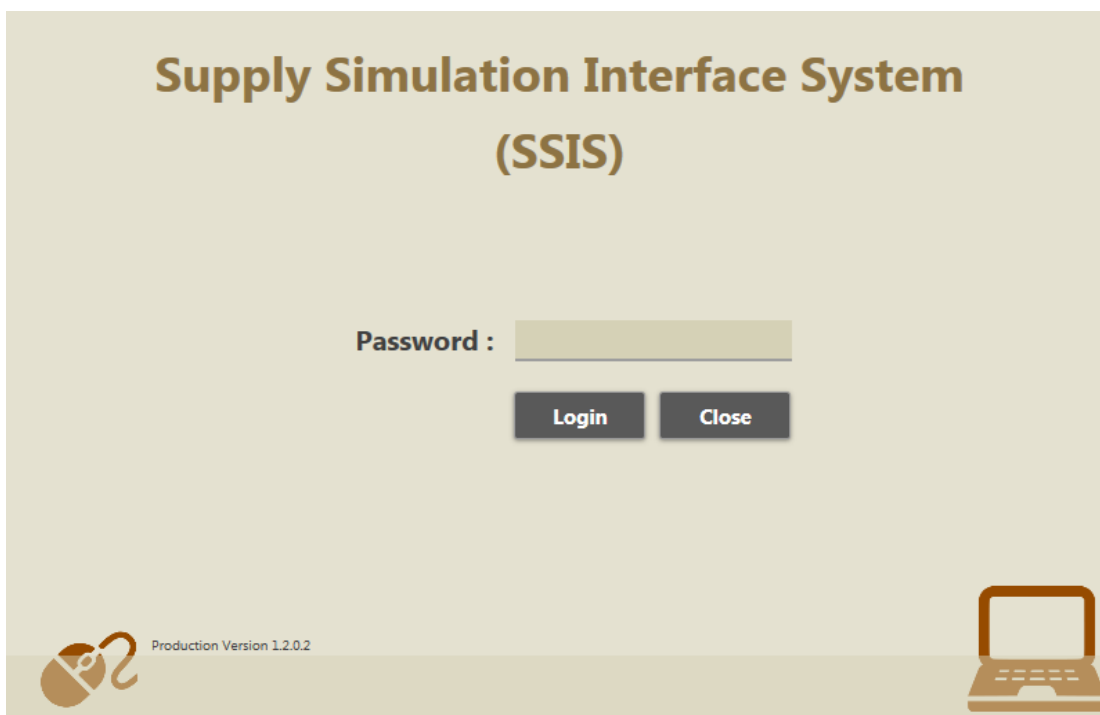 Supply Simulation Interface System
(SSIS)
Password :
Login Close
Production Version 1.2.0.2